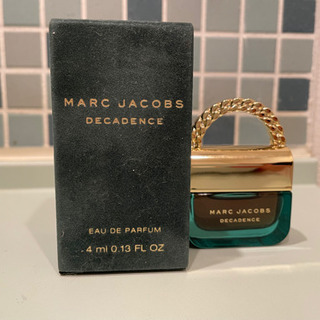 MARC JACOBS
DECADENCE
EAU DE PARFUM
4 ml 0.13 FL OZ
MARC JACOBS
DECADENCE